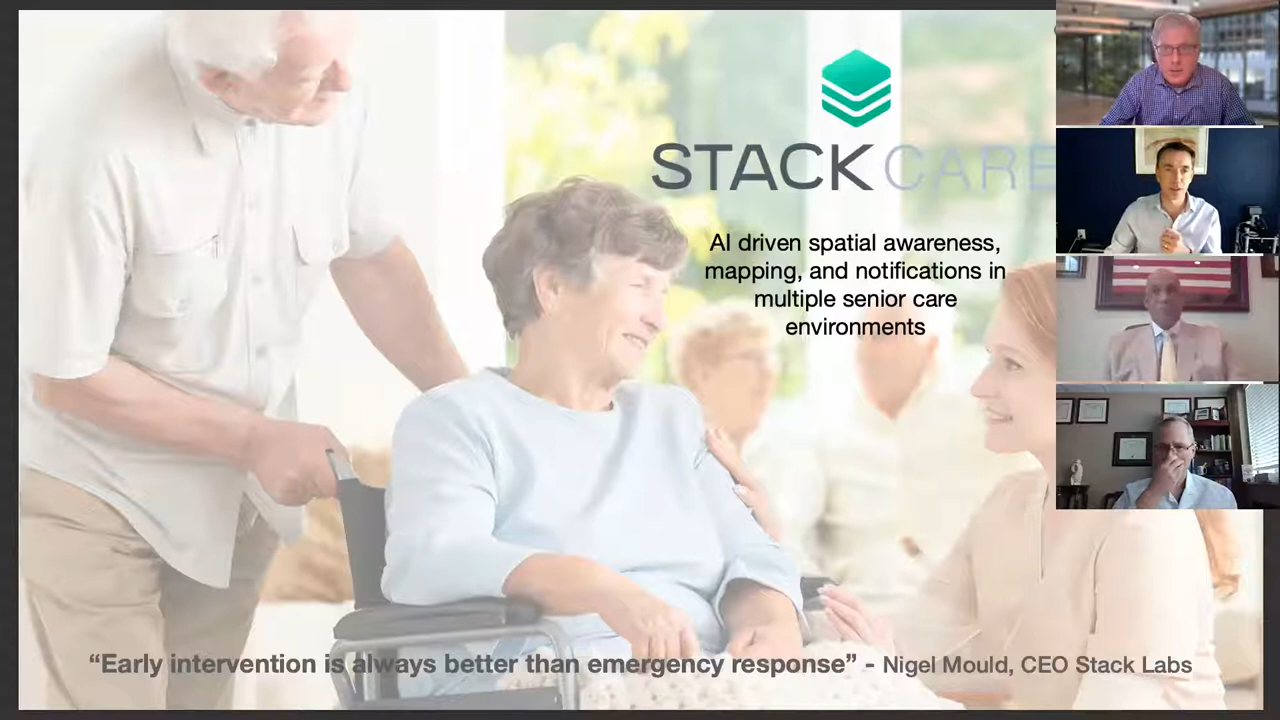 STACKCARE
AI driven spatial awareness,
mapping, and notifications in
multiple senior care
environments
“Early intervention is always better than emergency response” - Nigel Mould, CEO Stack Labs